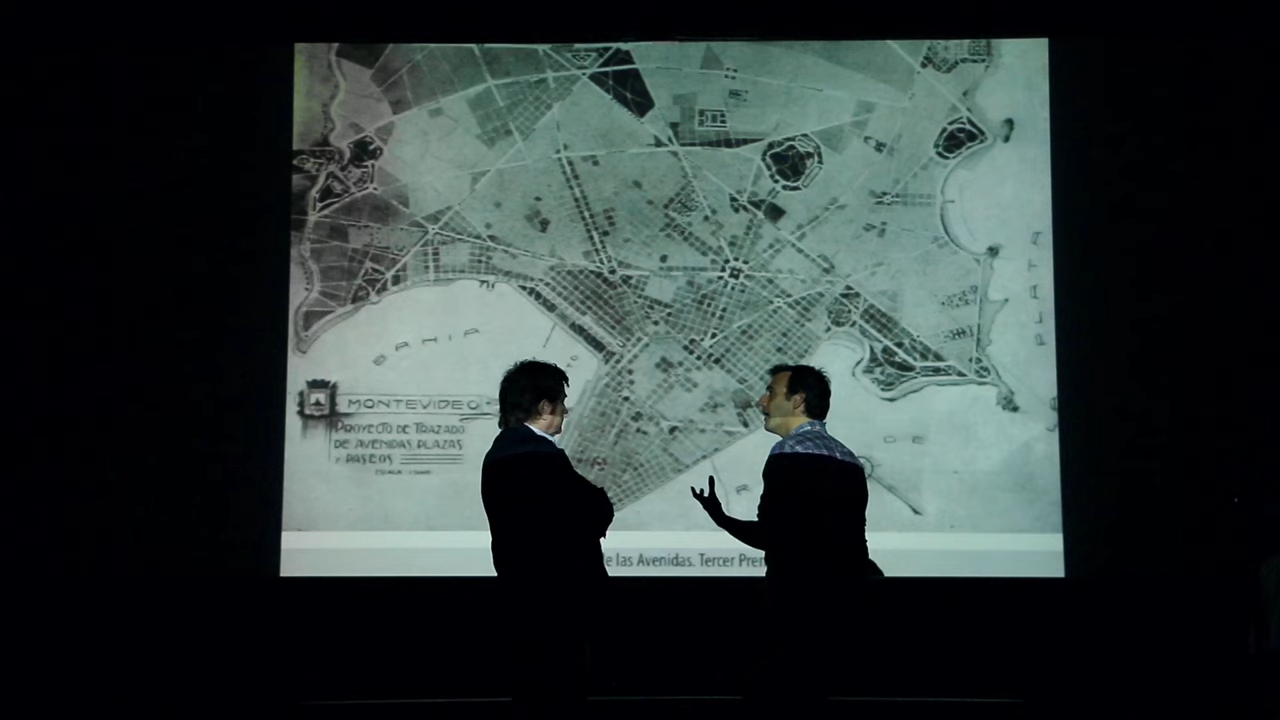 BAHIA
PLATA
MONTEVIDEO
PROYECTO DE TRAZADO
DE AVENIDAS, PLAZAS
Y PASEOS
DE
e las Avenidas. Tercer Prem